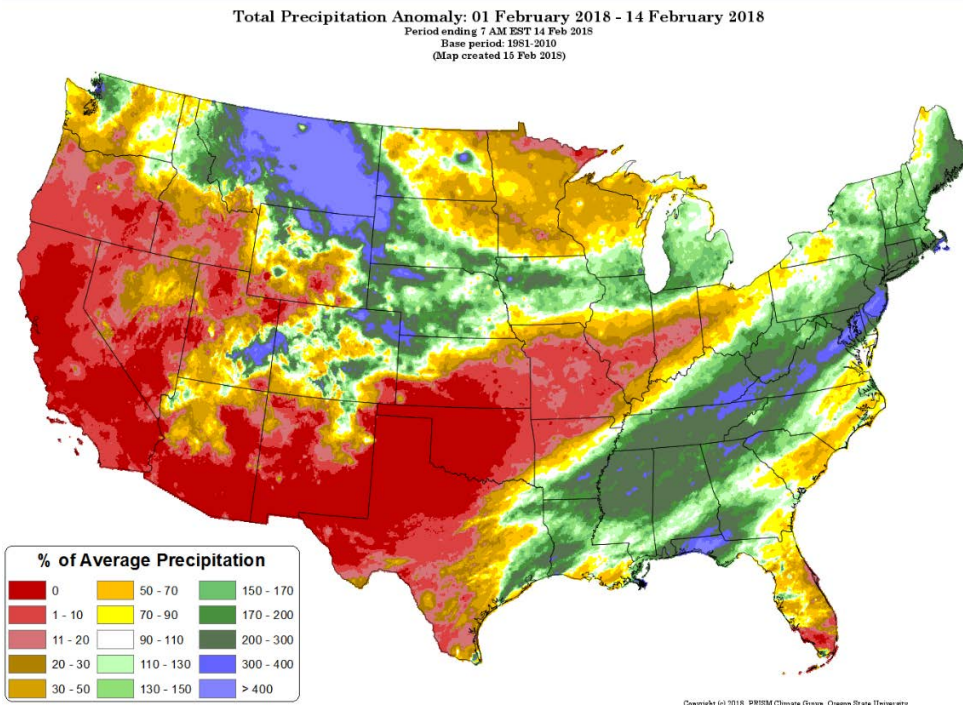 Total Precipitation Anomaly: 01 February 2018 - 14 February 2018
Period ending 7 AM EST 14 Feb 2018
Base period: 1981-2010
(Map created 15 Feb 2018)
% of Average Precipitation
0
1 - 10
11 - 20
20 - 30
30 - 50
50 - 70
70 - 90
90 - 110
110 - 130
130 - 150
150 - 170
170 - 200
200 - 300
300 - 400
> 400
Copyright (c) 2018, PRISM Climate Group, Oregon State University